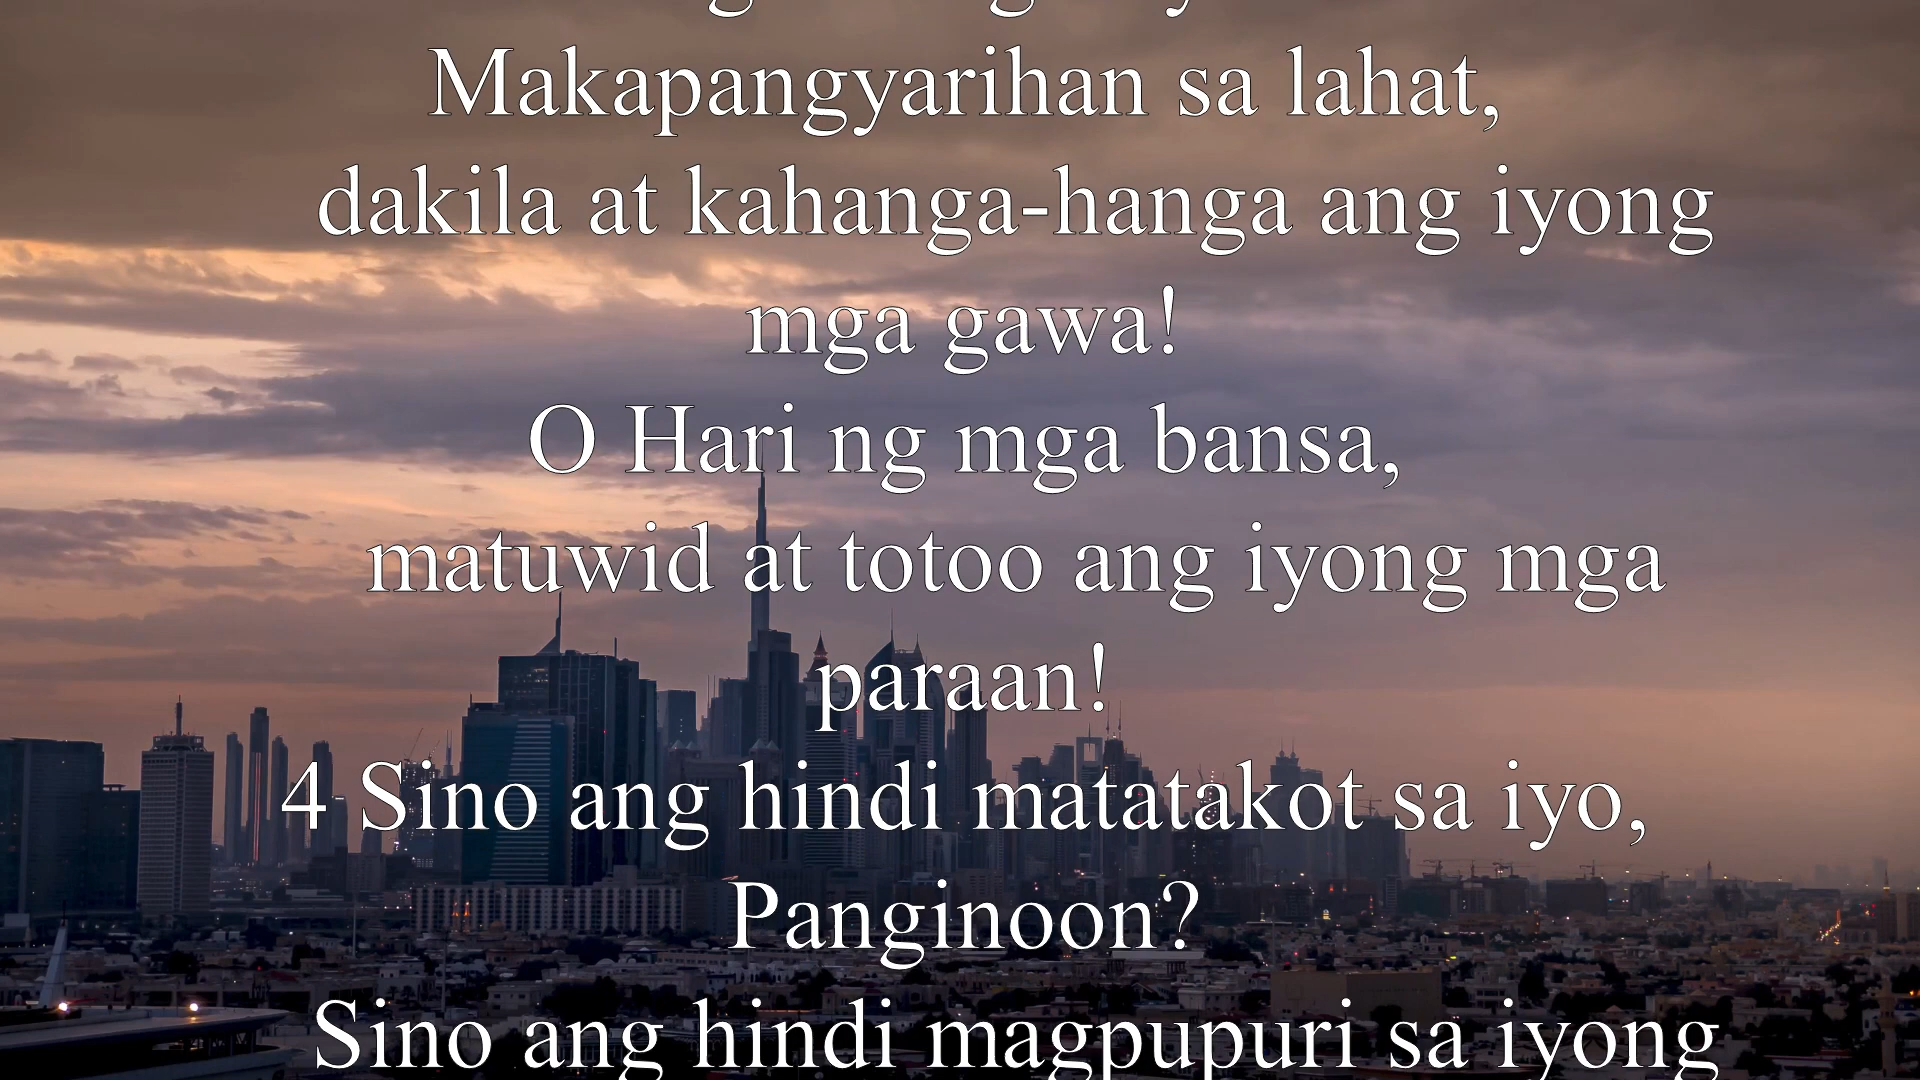 Makapangyarihan sa lahat,
dakila at kahanga-hanga ang iyong
mga gawa!
O Hari ng mga bansa,
matuwid at totoo ang iyong mga
paraan!
4 Sino ang hindi matatakot sa iyo,
Panginoon?
Sino ang hindi magpupuri sa iyong